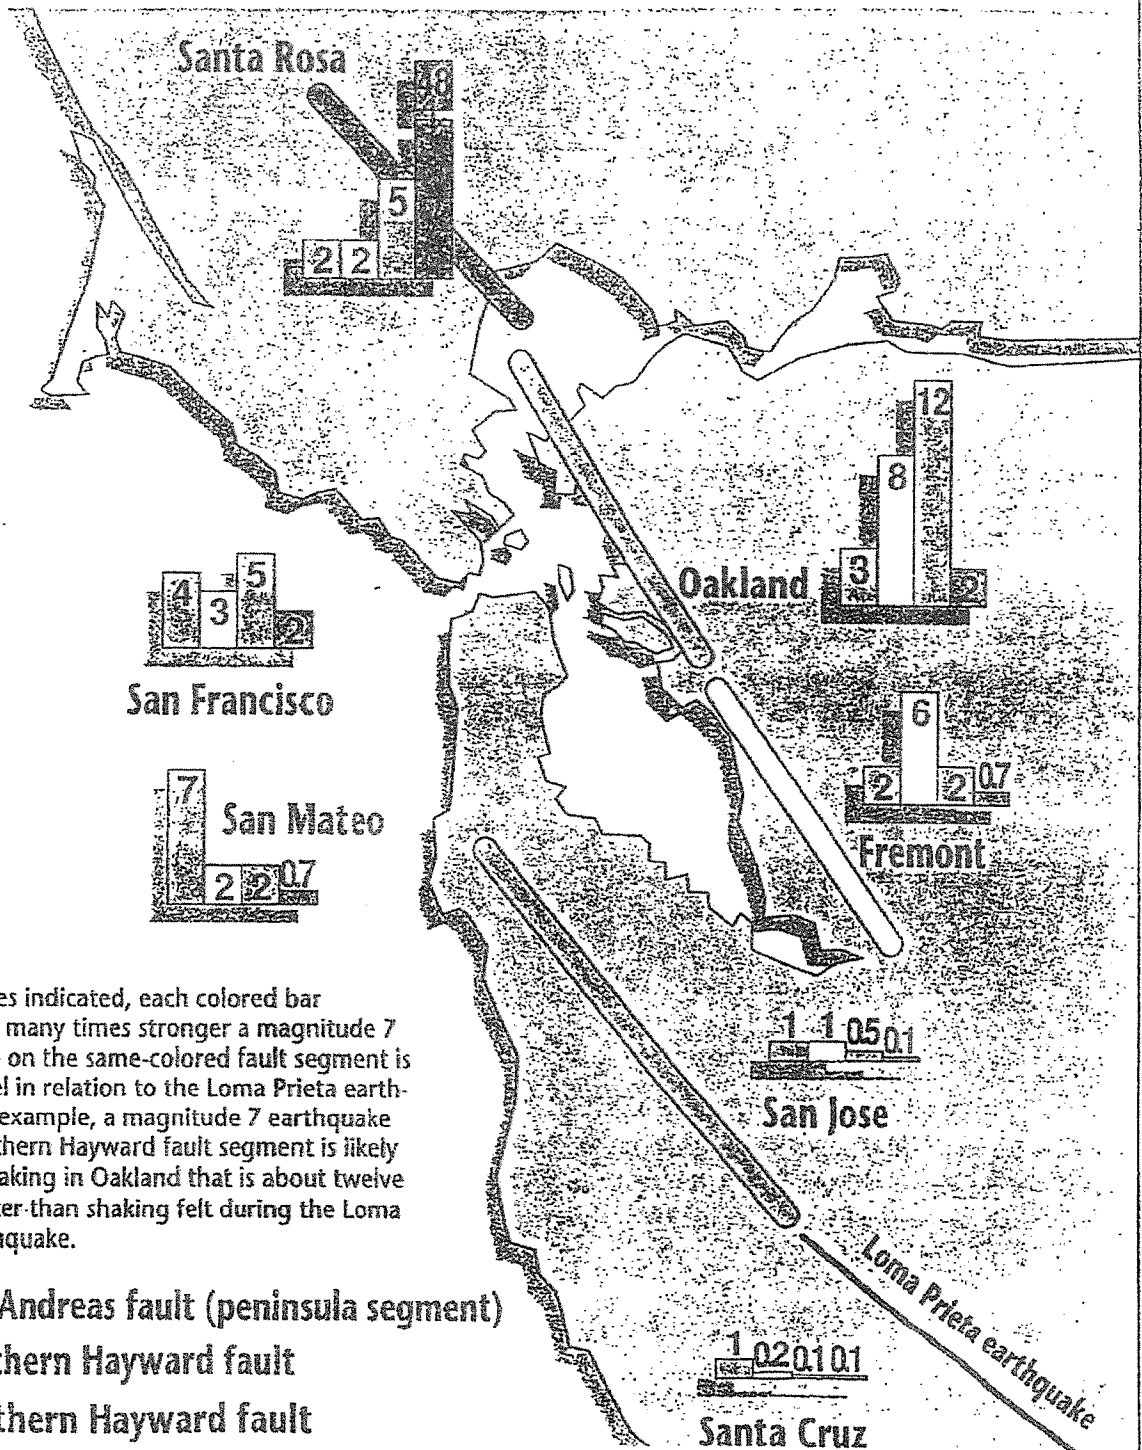 Santa Rosa
48
5
2 2
12
8
3
2
Oakland
4 3 5 2
San Francisco
6
2 2 0.7
Fremont
7
2 2 0.7
San Mateo
es indicated, each colored bar
many times stronger a magnitude 7
on the same-colored fault segment is
el in relation to the Loma Prieta earth-
example, a magnitude 7 earthquake
thern Hayward fault segment is likely
aking in Oakland that is about twelve
ter than shaking felt during the Loma
quake.
1 1 0.5 0.1
San Jose
Andreas fault (peninsula segment)
thern Hayward fault
thern Hayward fault
Loma Prieta earthquake
1 0.2 0.1 0.1
Santa Cruz